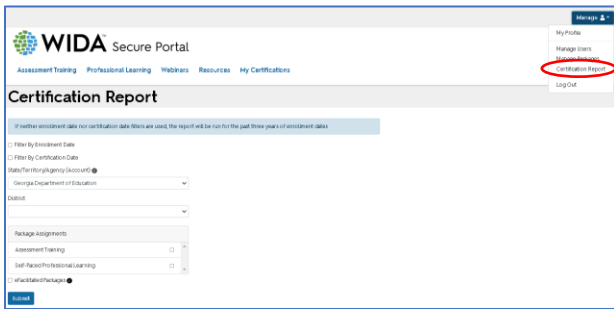 Manage
My Profile
Manage Users
Manage Packages
Certification Report
Log Out
WIDA Secure Portal
Assessment Training Professional Learning Webinars Resources My Certifications
Certification Report
If neither enrollment date nor certification date filters are used, the report will be run for the past three years of enrollment dates
Filter By Enrollment Date
Filter By Certification Date
State/Territory/Agency (Account)
Georgia Department of Education
District
Package Assignments
Assessment Training
Self-Paced Professional Learning
eFacilitated Packages
Submit